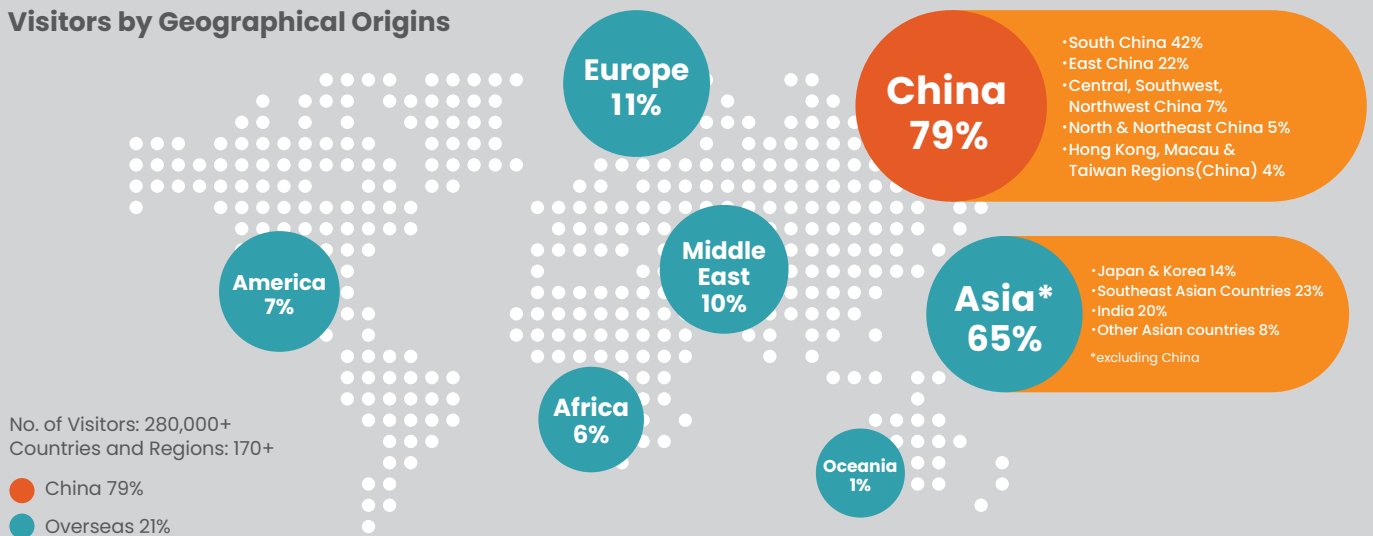 Visitors by Geographical Origins
Europe
11%
China
79%
·South China 42%
·East China 22%
·Central, Southwest,
Northwest China 7%
·North & Northeast China 5%
·Hong Kong, Macau &
Taiwan Regions(China) 4%
America
7%
Middle
East
10%
Asia*
65%
·Japan & Korea 14%
·Southeast Asian Countries 23%
·India 20%
·Other Asian countries 8%
*excluding China
Africa
6%
Oceania
1%
No. of Visitors: 280,000+
Countries and Regions: 170+
China 79%
Overseas 21%